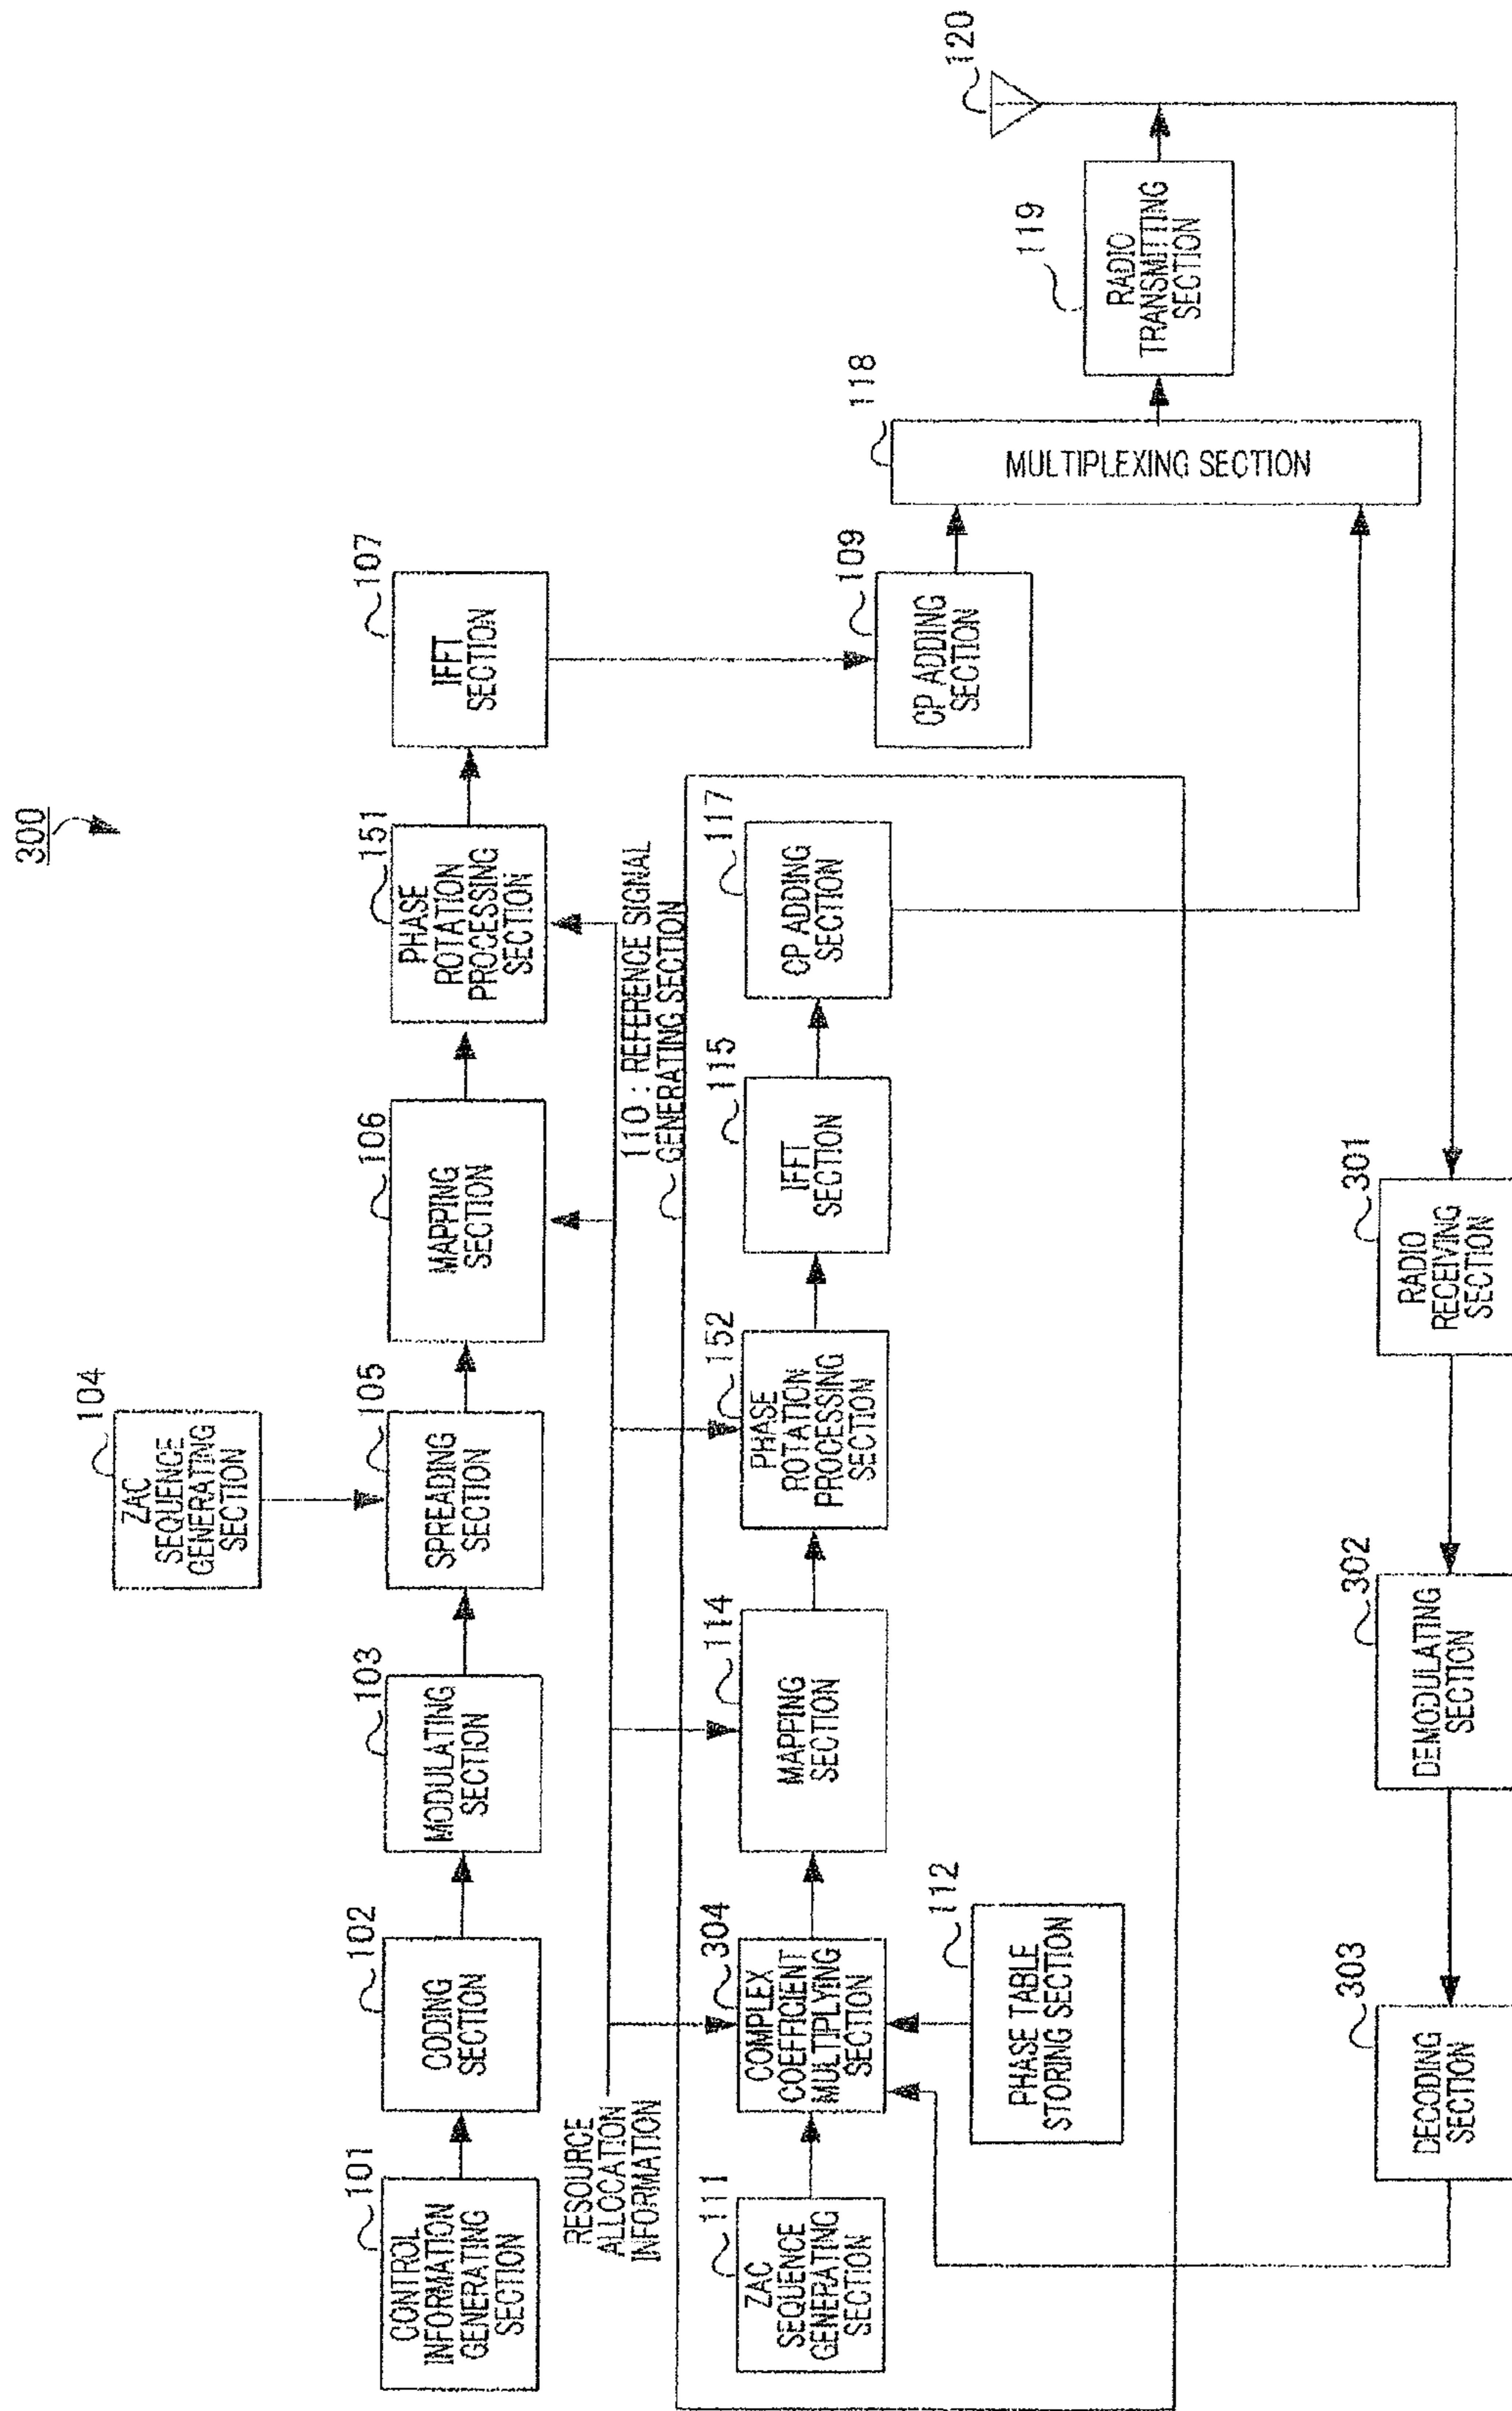 300
104
ZAC
SEQUENCE
GENERATING
SECTION
101
CONTROL
INFORMATION
GENERATING
SECTION
102
CODING
SECTION
103
MODULATING
SECTION
105
SPREADING
SECTION
106
MAPPING
SECTION
151
PHASE
ROTATION
PROCESSING
SECTION
107
IFFT
SECTION
RESOURCE
ALLOCATION
INFORMATION
110 : REFERENCE SIGNAL
GENERATING SECTION
111
ZAC
SEQUENCE
GENERATING
SECTION
304
COMPLEX
COEFFICIENT
MULTIPLYING
SECTION
114
MAPPING
SECTION
152
PHASE
ROTATION
PROCESSING
SECTION
115
IFFT
SECTION
117
CP ADDING
SECTION
109
CP ADDING
SECTION
112
PHASE TABLE
STORING SECTION
118
MULTIPLEXING SECTION
119
RADIO
TRANSMITTING
SECTION
120
303
DECODING
SECTION
302
DEMODULATING
SECTION
301
RADIO
RECEIVING
SECTION